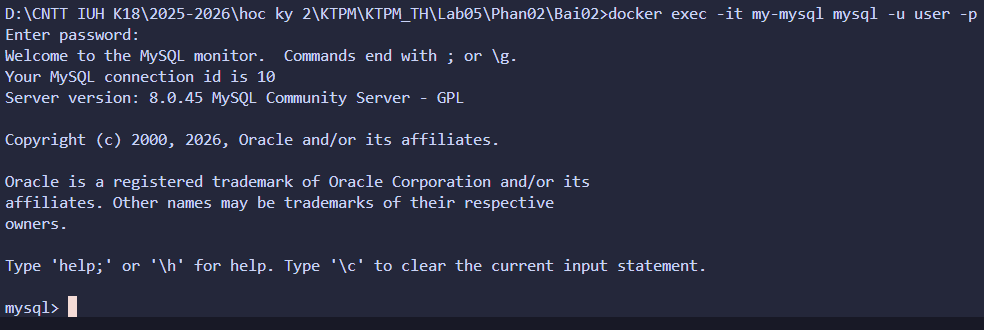 D:\CNTT IUH K18\2025-2026\hoc ky 2\KTPM\KTPM_TH\Lab05\Phan02\Bai02>docker exec -it my-mysql mysql -u user -p
Enter password:
Welcome to the MySQL monitor.  Commands end with ; or \g.
Your MySQL connection id is 10
Server version: 8.0.45 MySQL Community Server - GPL
Copyright (c) 2000, 2026, Oracle and/or its affiliates.
Oracle is a registered trademark of Oracle Corporation and/or its
affiliates. Other names may be trademarks of their respective
owners.
Type 'help;' or '\h' for help. Type '\c' to clear the current input statement.
mysql>